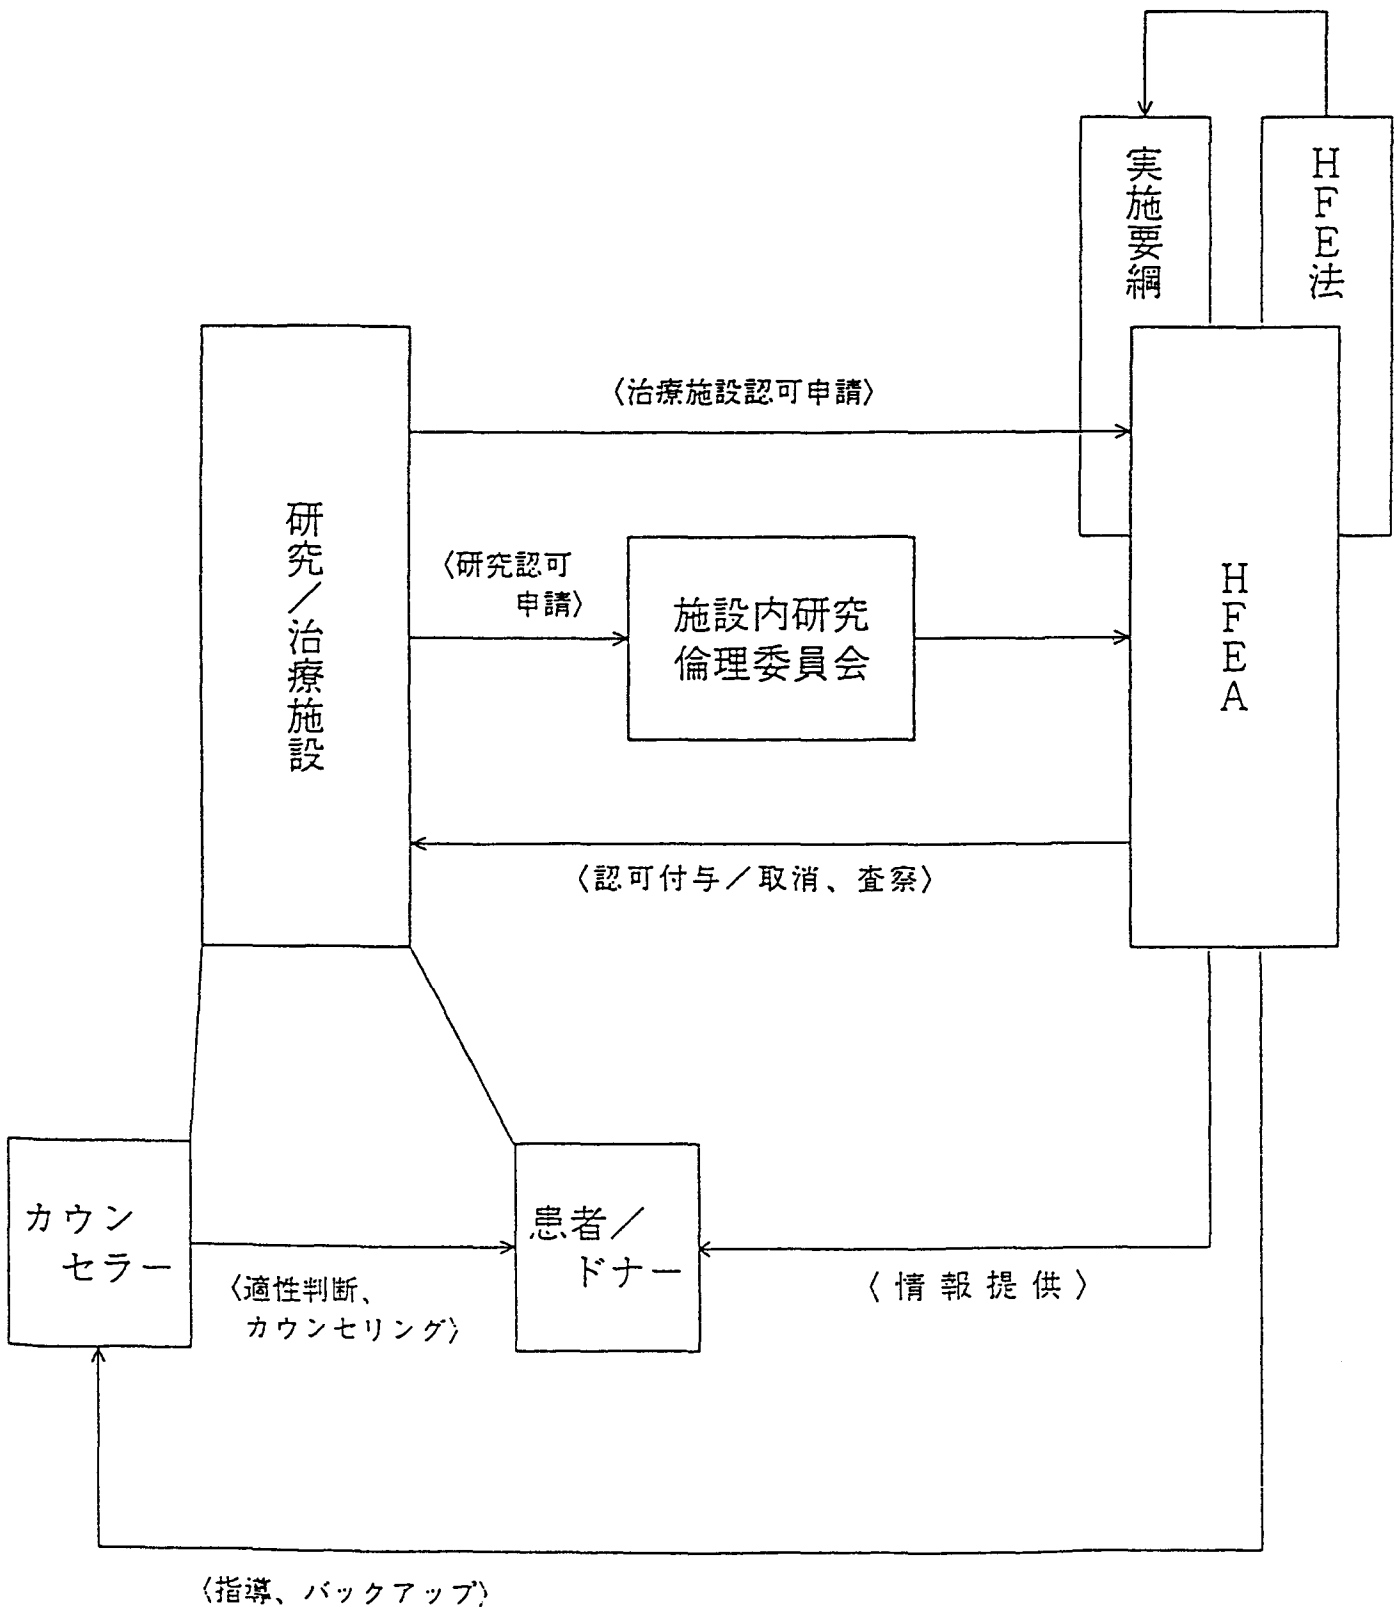 実施要綱
HFE法
〈治療施設認可申請〉
研究／治療施設
〈研究認可
申請〉
施設内研究
倫理委員会
HFEA
〈認可付与／取消、査察〉
カウン
セラー
患者／
ドナー
〈適性判断、
カウンセリング〉
〈情報提供〉
〈指導、バックアップ〉